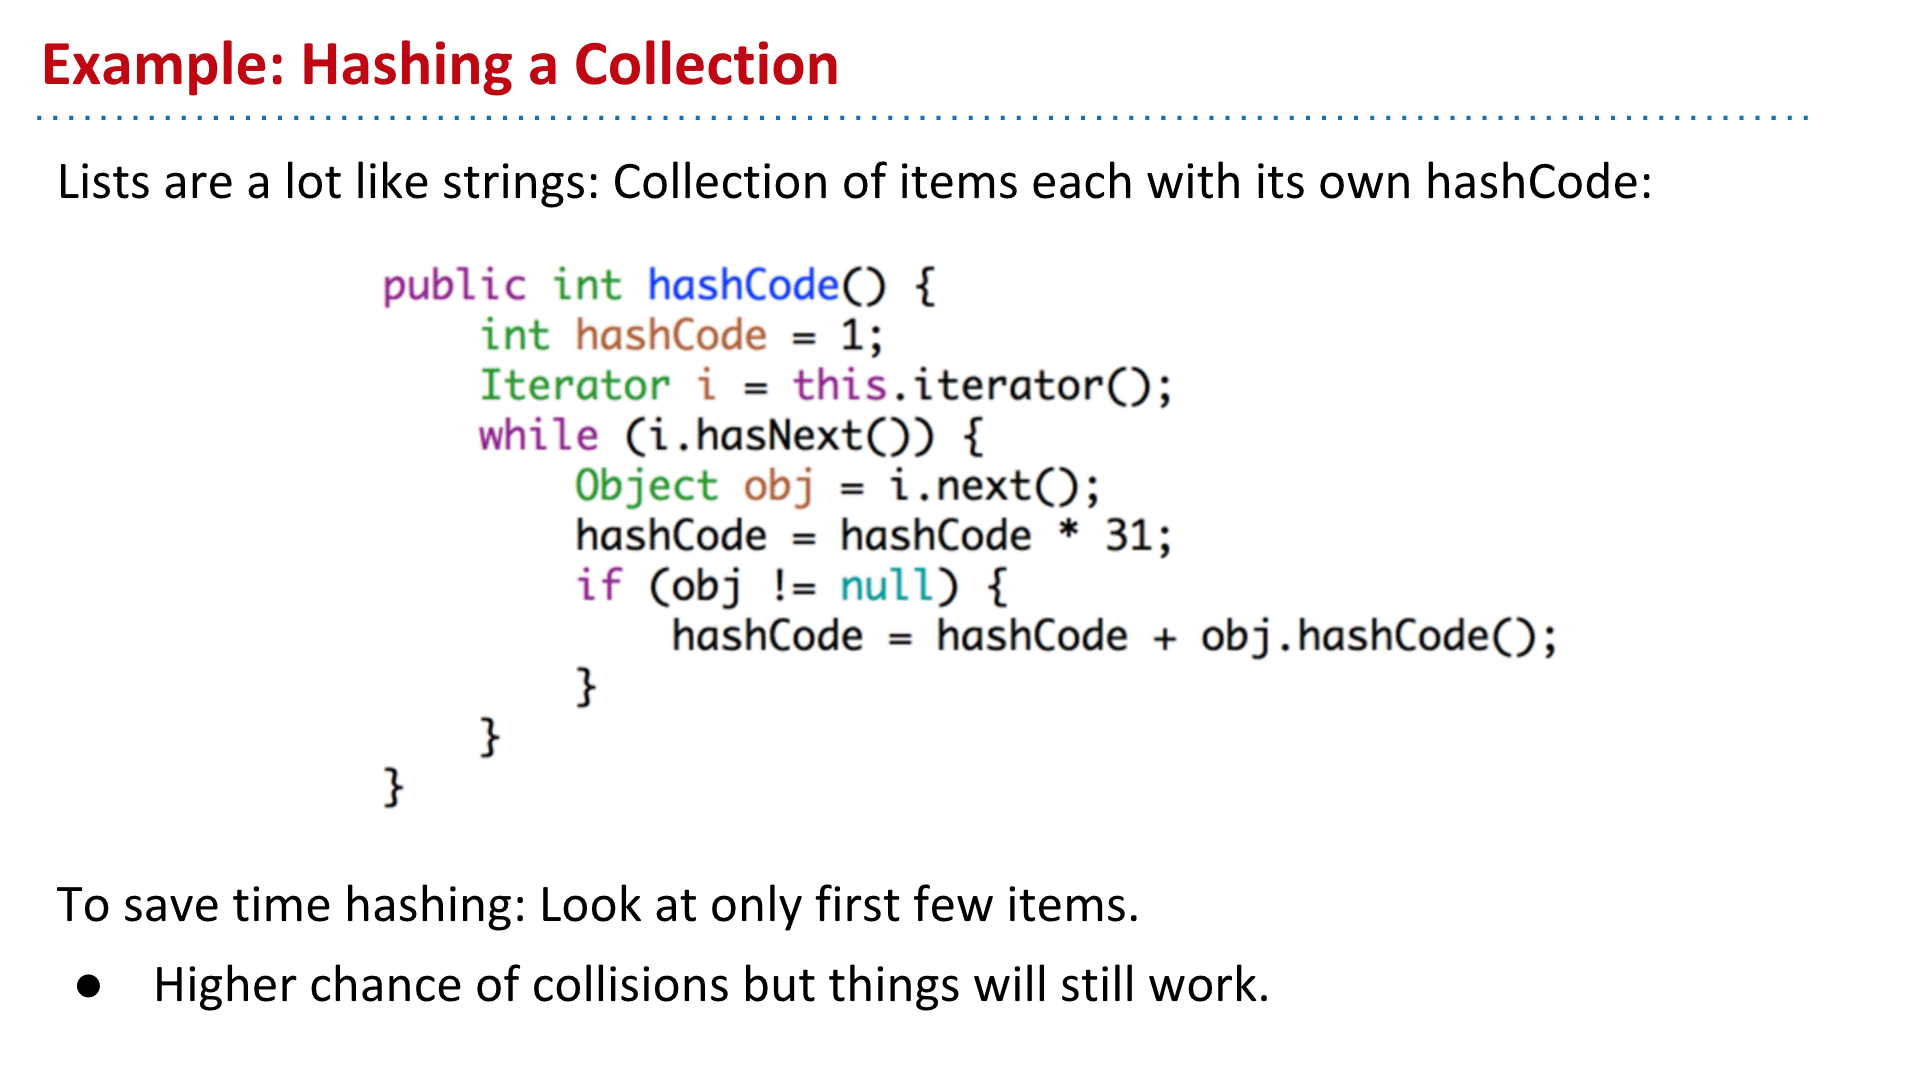 Example: Hashing a Collection
Lists are a lot like strings: Collection of items each with its own hashCode:
public int hashCode() {
    int hashCode = 1;
    Iterator i = this.iterator();
    while (i.hasNext()) {
        Object obj = i.next();
        hashCode = hashCode * 31;
        if (obj != null) {
            hashCode = hashCode + obj.hashCode();
        }
    }
}
To save time hashing: Look at only first few items.
● Higher chance of collisions but things will still work.